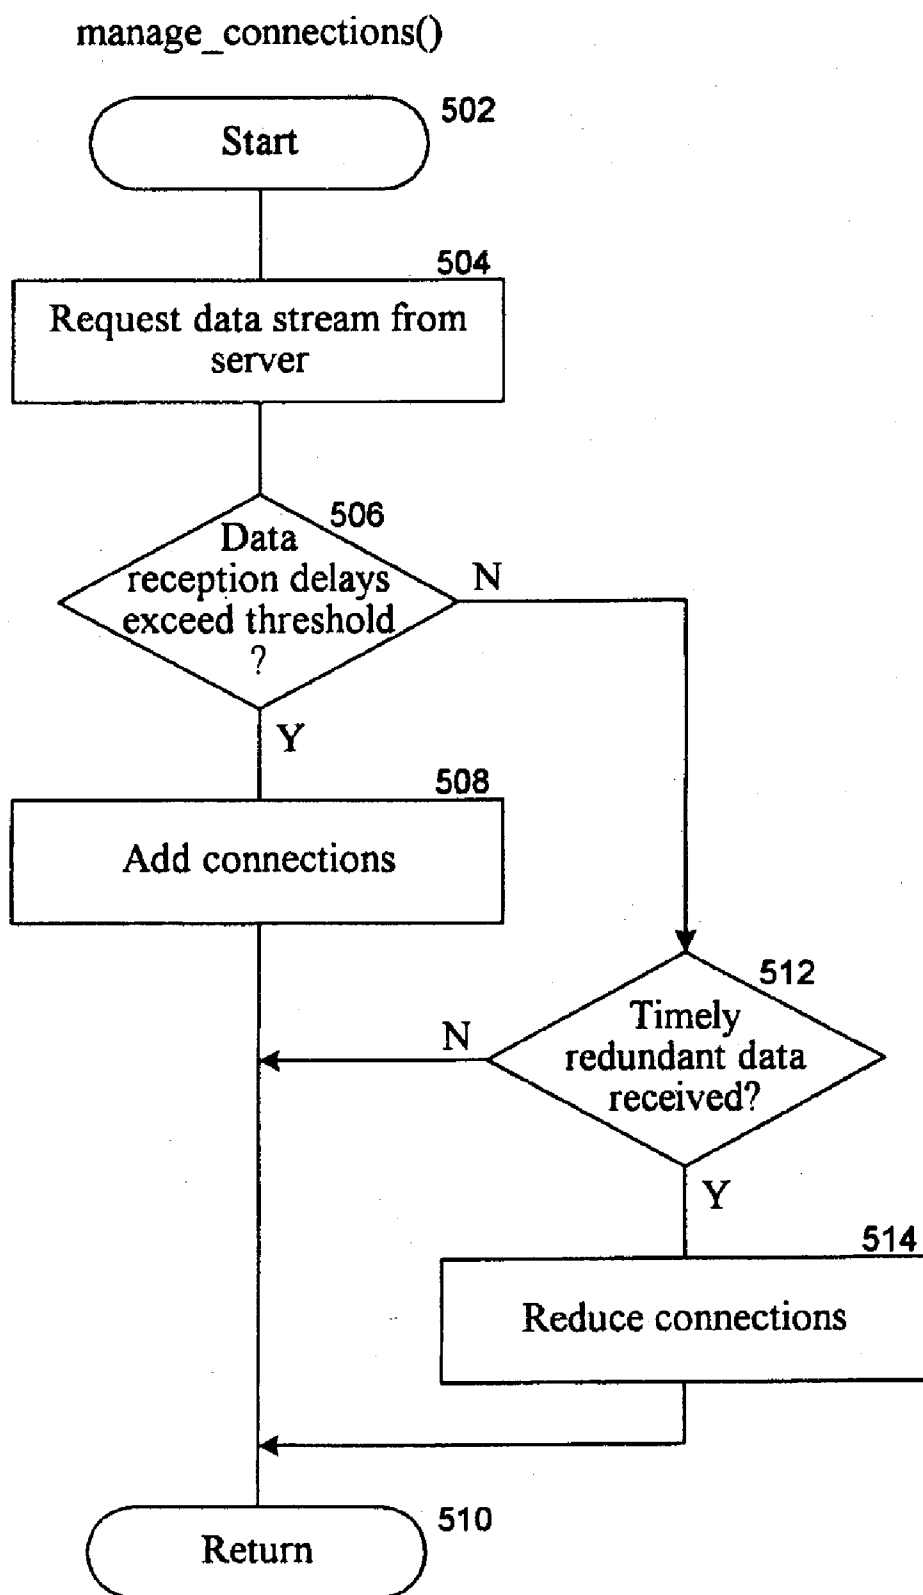 manage_connections()
502
Start
504
Request data stream from
server
506
Data
reception delays
exceed threshold
?
N
Y
508
Add connections
512
Timely
redundant data
received?
N
Y
514
Reduce connections
510
Return